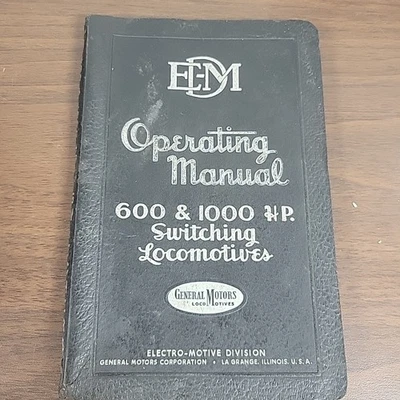 EMD
Operating
Manual
600 & 1000 H.P.
Switching
Locomotives
GENERAL MOTORS
LOCOMOTIVES
ELECTRO-MOTIVE DIVISION
GENERAL MOTORS CORPORATION • LA GRANGE, ILLINOIS, U. S. A.